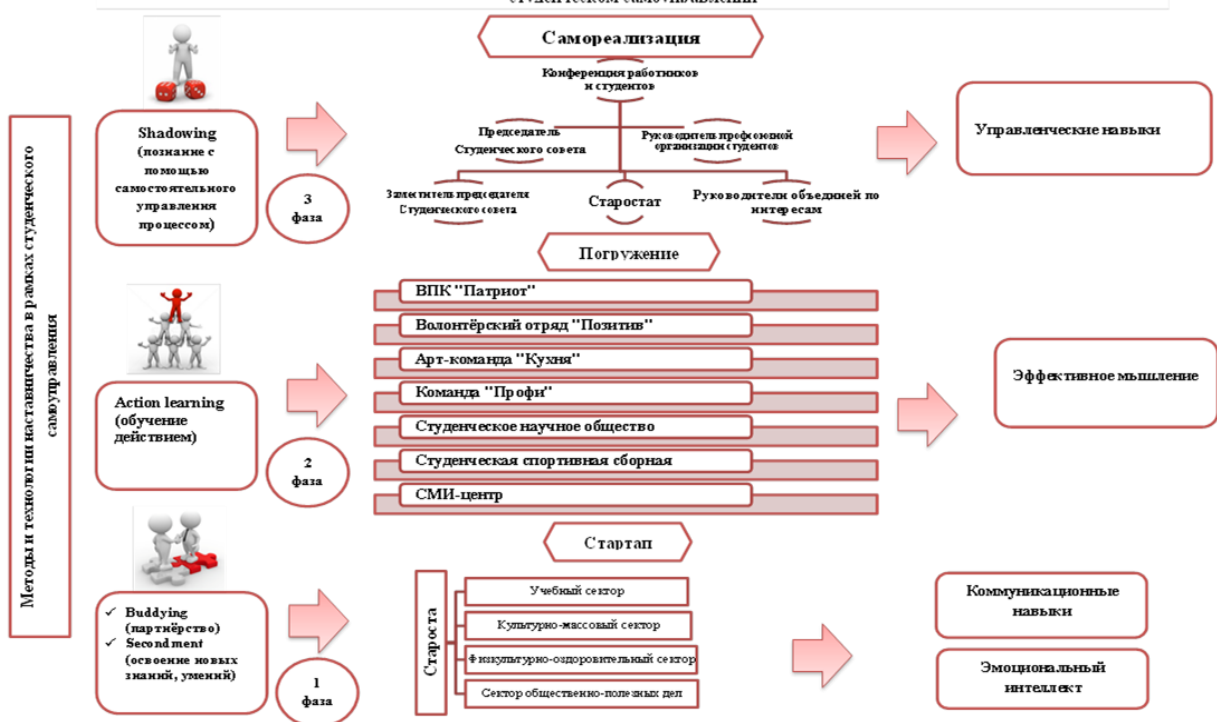 Методы и технологии наставничества в рамках студенческого
самоуправления
Shadowing
(познание с
помощью
самостоятельного
управления
процессом)
3
фаза
Самореализация
Конференция работников
и студентов
Председатель
Студенческого совета
Руководитель профсоюзной
организации студентов
Заместитель председателя
Студенческого совета
Старостат
Руководители объединей по
интересам
Управленческие навыки
Погружение
Action learning
(обучение
действием)
2
фаза
ВПК "Патриот"
Волонтёрский отряд "Позитив"
Арт-команда "Кухня"
Команда "Профи"
Студенческое научное общество
Студенческая спортивная сборная
СМИ-центр
Эффективное мышление
Стартап
✓ Buddying
(партнёрство)
✓ Secondment
(освоение новых
знаний, умений)
1
фаза
Староста
Учебный сектор
Культурно-массовый сектор
Физкультурно-оздоровительный сектор
Сектор общественно-полезных дел
Коммуникационные
навыки
Эмоциональный
интеллект